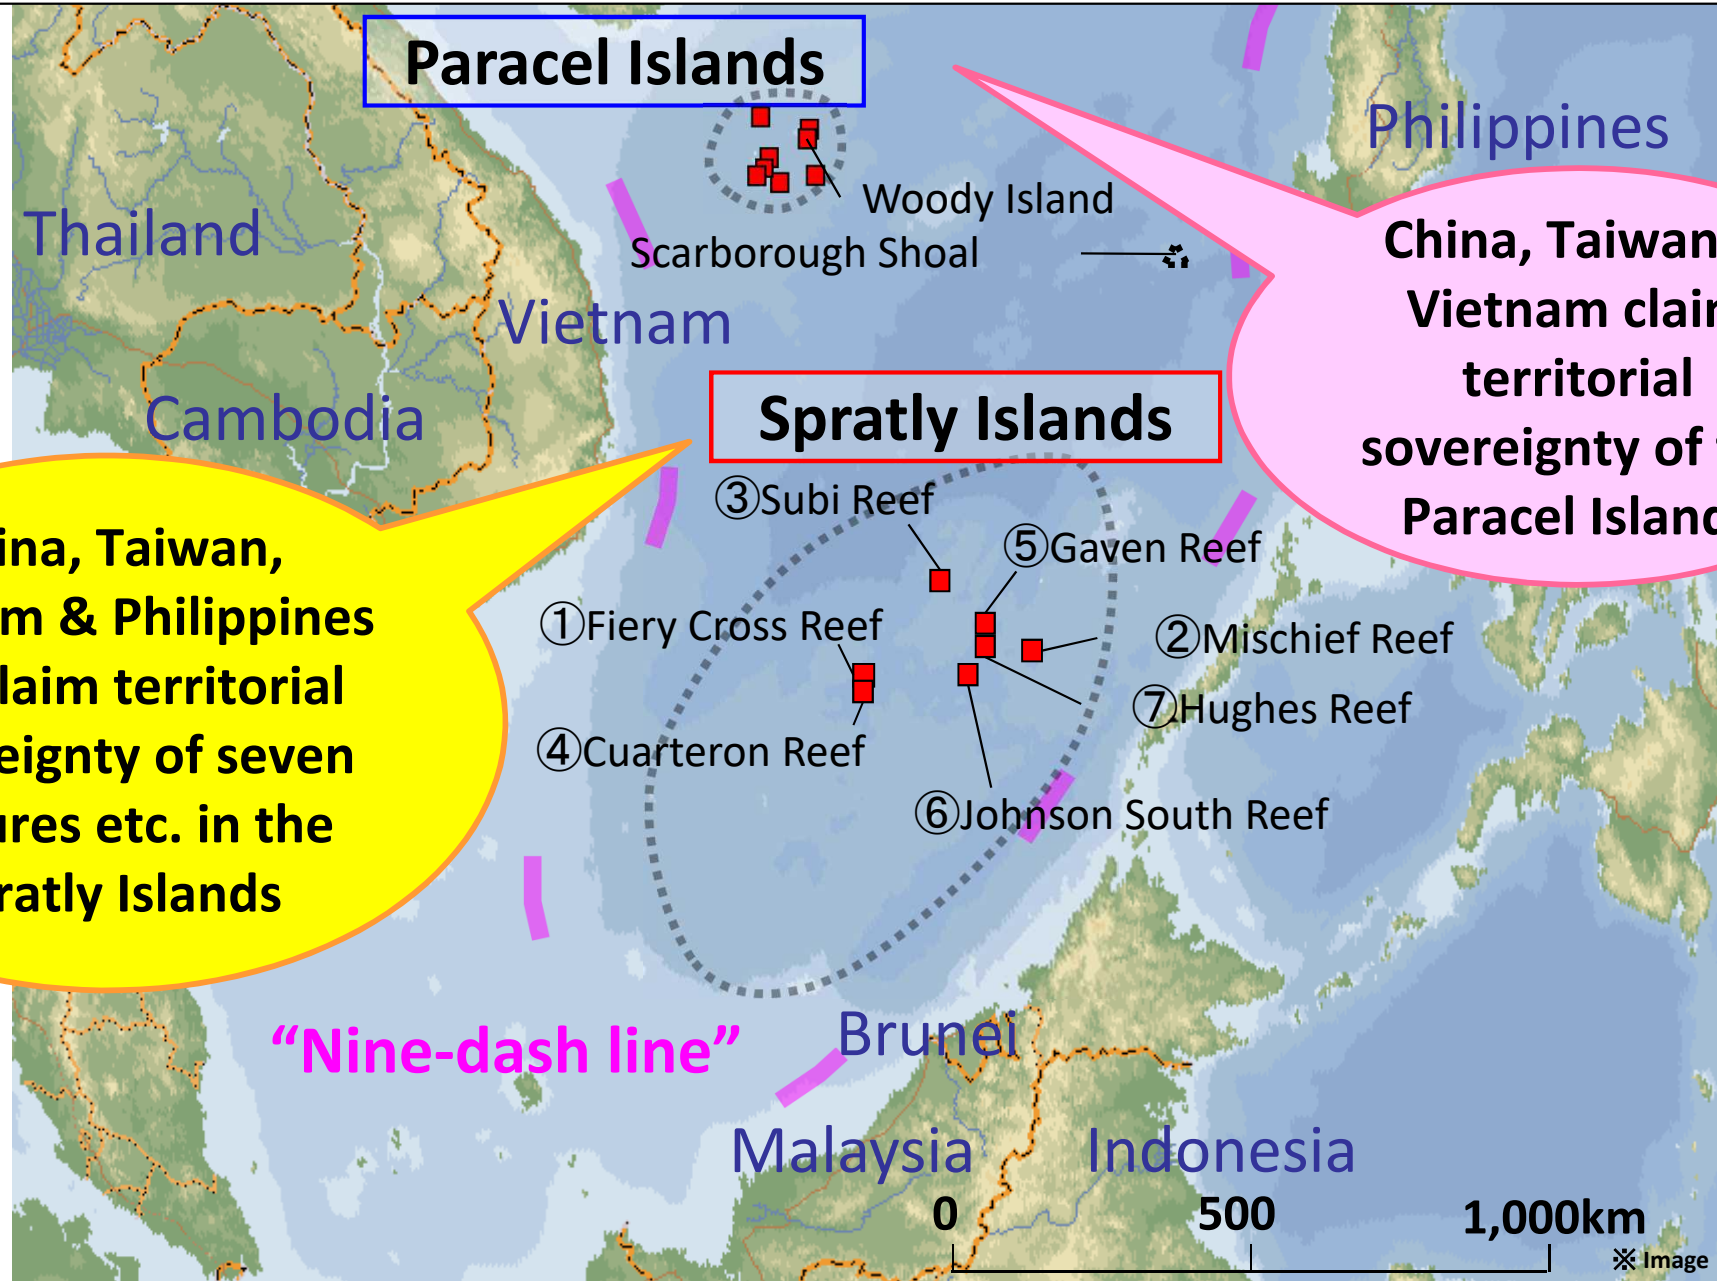 Paracel Islands
Philippines
Woody Island
Thailand
Scarborough Shoal
China, Taiwan
Vietnam claim
territorial
sovereignty of
Paracel Island
Vietnam
Cambodia
Spratly Islands
③Subi Reef
⑤Gaven Reef
ina, Taiwan,
m & Philippines
laim territorial
eignty of seven
ures etc. in the
ratly Islands
①Fiery Cross Reef
②Mischief Reef
⑦Hughes Reef
④Cuarteron Reef
⑥Johnson South Reef
“Nine-dash line”
Brunei
Malaysia
Indonesia
0 500 1,000km
※ Image